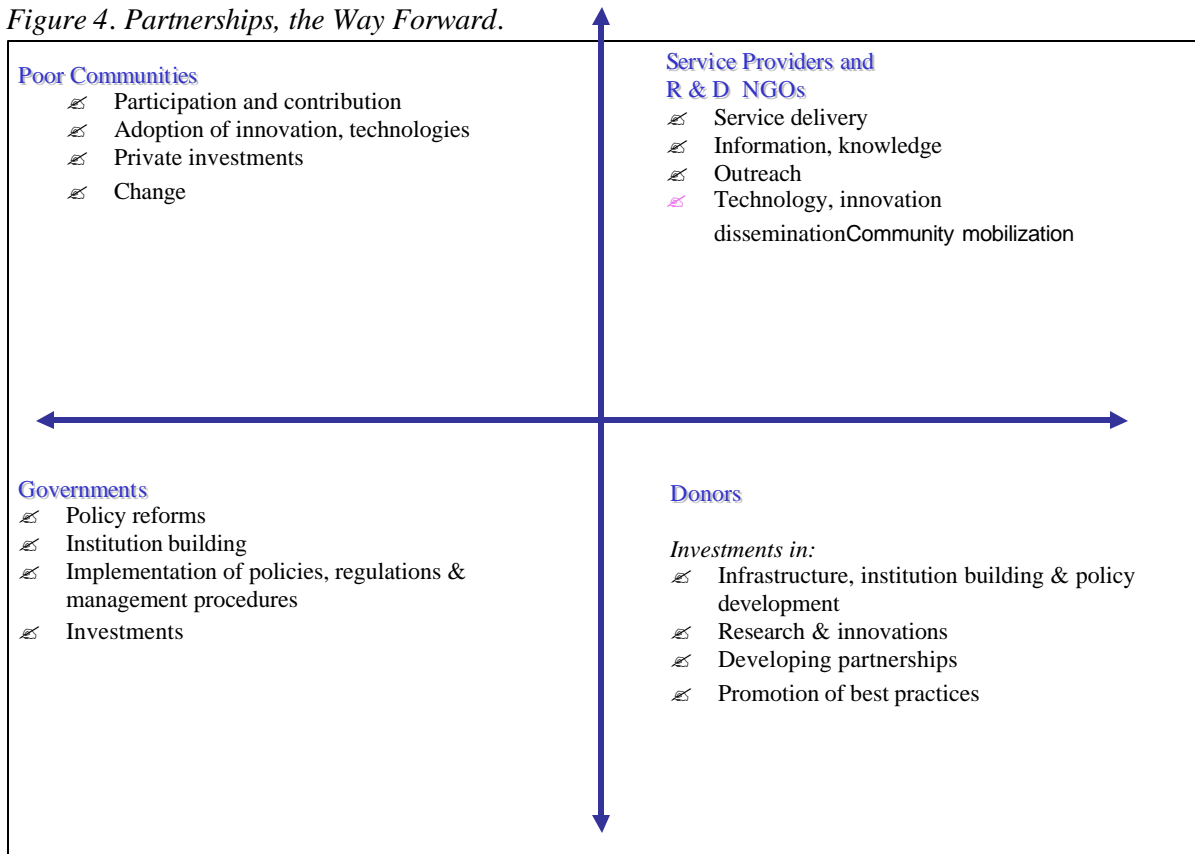 Figure 4. Partnerships, the Way Forward.
Poor Communities
Participation and contribution
Adoption of innovation, technologies
Private investments
Change
Service Providers and
R & D NGOs
Service delivery
Information, knowledge
Outreach
Technology, innovation
disseminationCommunity mobilization
Governments
Policy reforms
Institution building
Implementation of policies, regulations &
management procedures
Investments
Donors
Investments in:
Infrastructure, institution building & policy
development
Research & innovations
Developing partnerships
Promotion of best practices